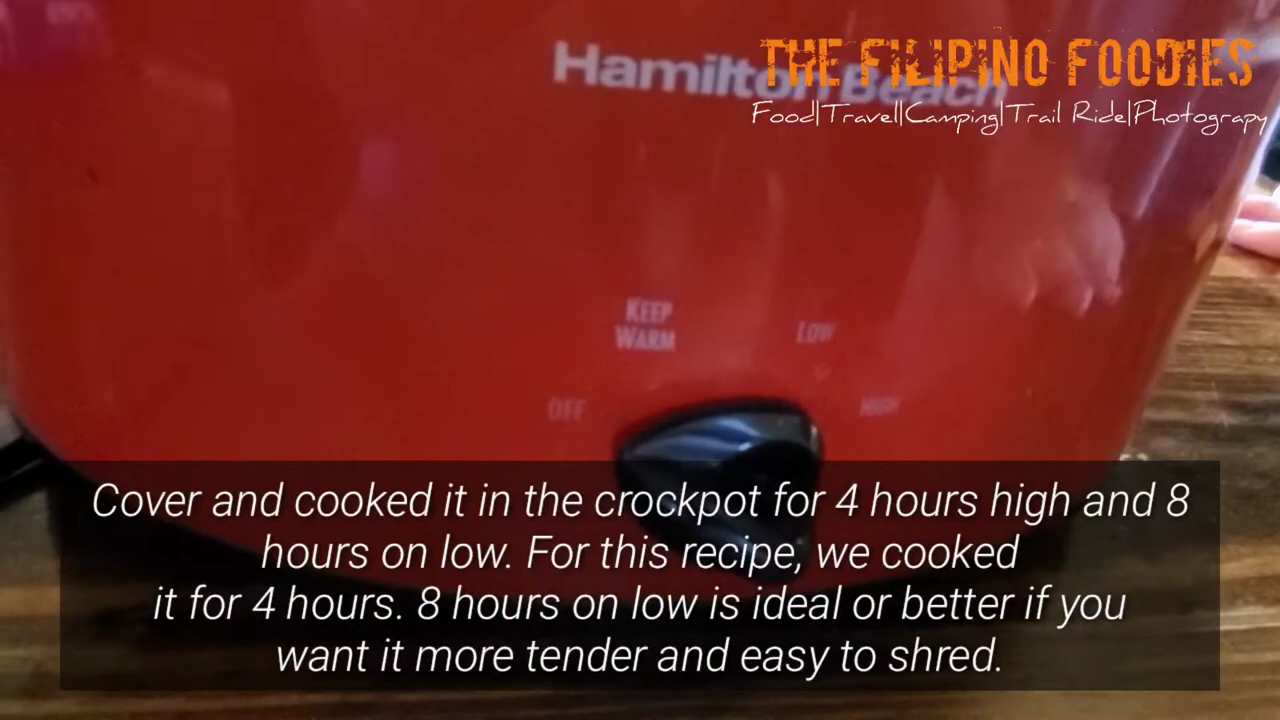 THE FILIPINO FOODIES
Hamilton Beach
Food|Travel|Camping|Trail Ride|Photograpy
KEEP
WARM
LOW
OFF
HIGH
Cover and cooked it in the crockpot for 4 hours high and 8
hours on low. For this recipe, we cooked
it for 4 hours. 8 hours on low is ideal or better if you
want it more tender and easy to shred.